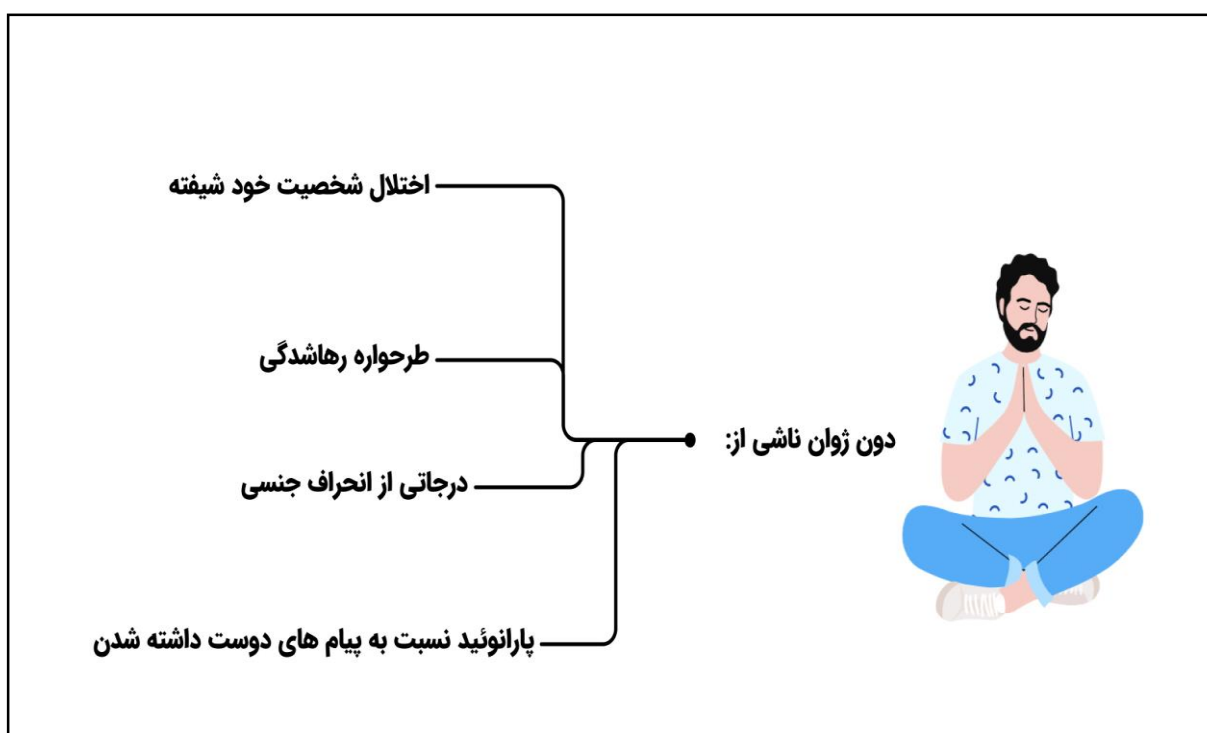 دون ژوان ناشی از:
اختلال شخصیت خود شیفته
طرحواره رهاشدگی
درجاتی از انحراف جنسی
پارانوئید نسبت به پیام های دوست داشته شدن